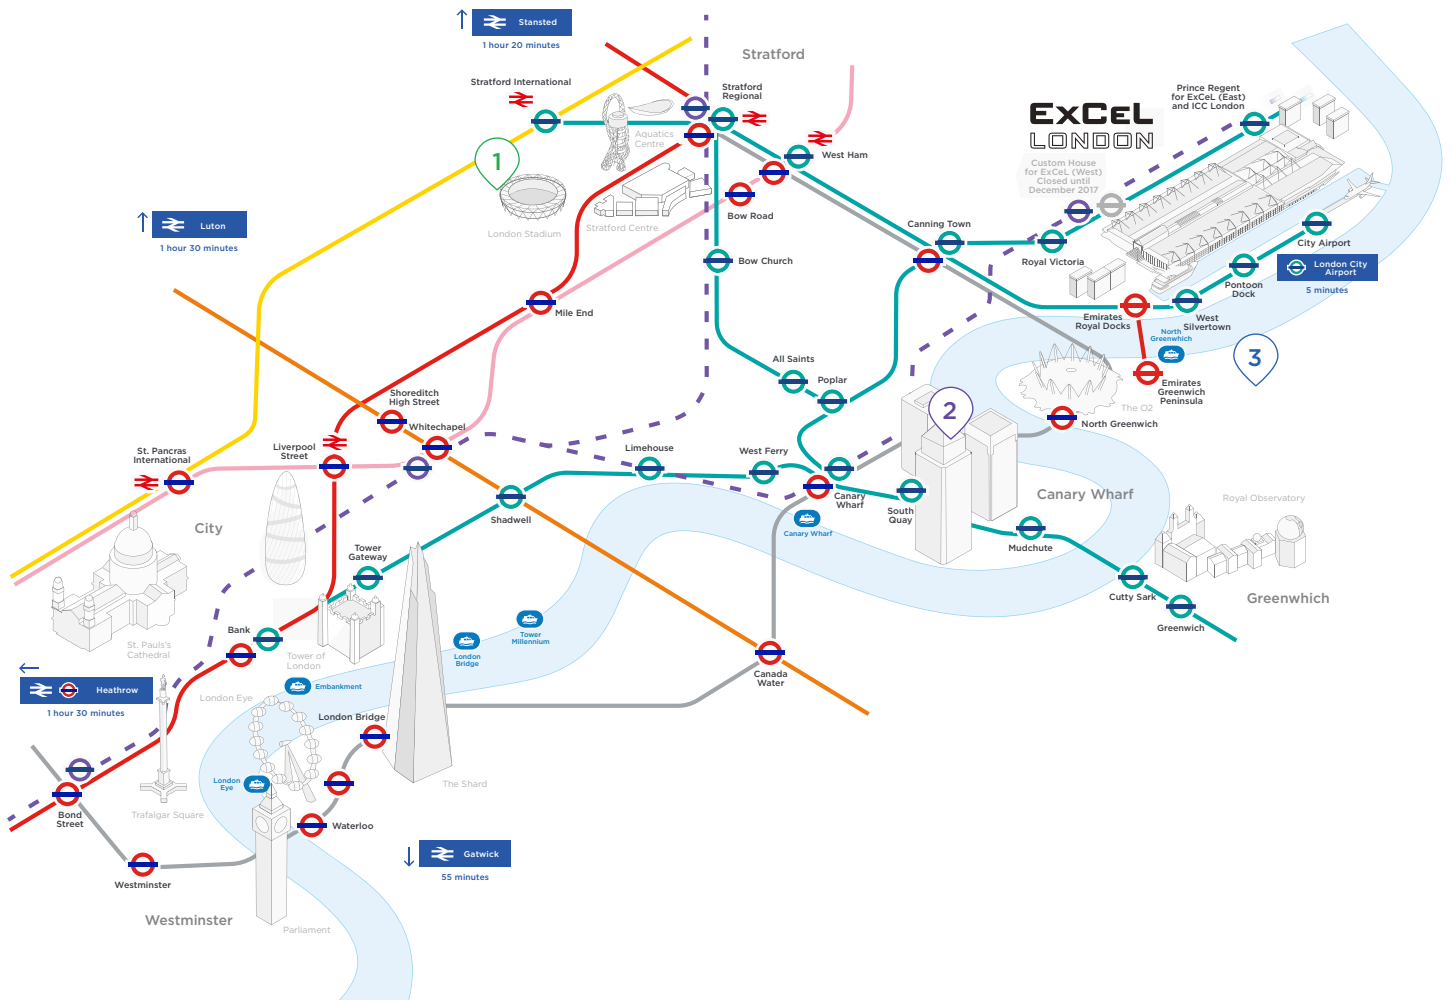 Stansted
1 hour 20 minutes
Stratford
Stratford International
Stratford
Regional
Aquatics
Centre
1
West Ham
London Stadium
Stratford Centre
Bow Road
Bow Church
EXCEL
LONDON
Custom House
for ExCeL (West)
Closed until
December 2017
Prince Regent
for ExCeL (East)
and ICC London
Canning Town
Royal Victoria
City Airport
London City
Airport
5 minutes
Pontoon
Dock
West
Silvertown
Emirates
Royal Docks
North
Greenwich
3
Emirates
Greenwich
Peninsula
The O2
North Greenwich
Luton
1 hour 30 minutes
Mile End
All Saints
Poplar
2
Shoreditch
High Street
Whitechapel
Liverpool
Street
St. Pancras
International
Limehouse
West Ferry
Canary
Wharf
South
Quay
Canary Wharf
Canary Wharf
Mudchute
Royal Observatory
Cutty Sark
Greenwich
Greenwhich
City
Shadwell
Tower
Gateway
Bank
St. Pauls's
Cathedral
Tower of
London
London
Bridge
Tower
Millennium
Canada
Water
Heathrow
1 hour 30 minutes
London Eye
Embankment
London Bridge
The Shard
London
Eye
Trafalgar Square
Bond
Street
Waterloo
Westminster
Westminster
Parliament
Gatwick
55 minutes